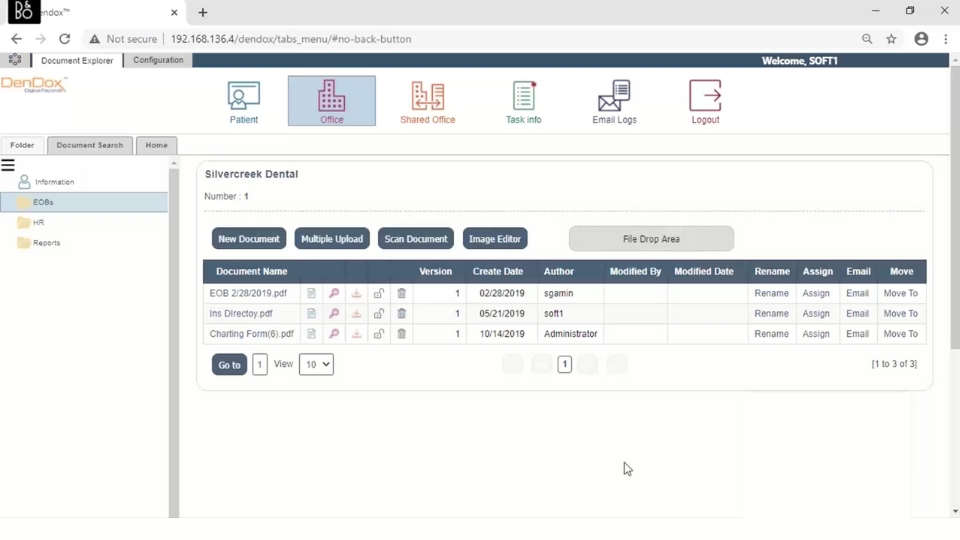 B&
BO
endox™
Not secure 192.168.136.4/dendox/tabs_menu/#no-back-button
Document Explorer Configuration Welcome, SOFT1
DenDox™
Patient Office Shared Office Task info Email Logs Logout
Folder Document Search Home
Information
EOBs
HR
Reports
Silvercreek Dental
Number : 1
New Document Multiple Upload Scan Document Image Editor File Drop Area
Document Name Version Create Date Author Modified By Modified Date Rename Assign Email Move
EOB 2/28/2019.pdf 1 02/28/2019 sgamin Rename Assign Email Move To
Ins Directoy.pdf 1 05/21/2019 soft1 Rename Assign Email Move To
Charting Form(6).pdf 1 10/14/2019 Administrator Rename Assign Email Move To
Go to 1 View 10 1 [1 to 3 of 3]